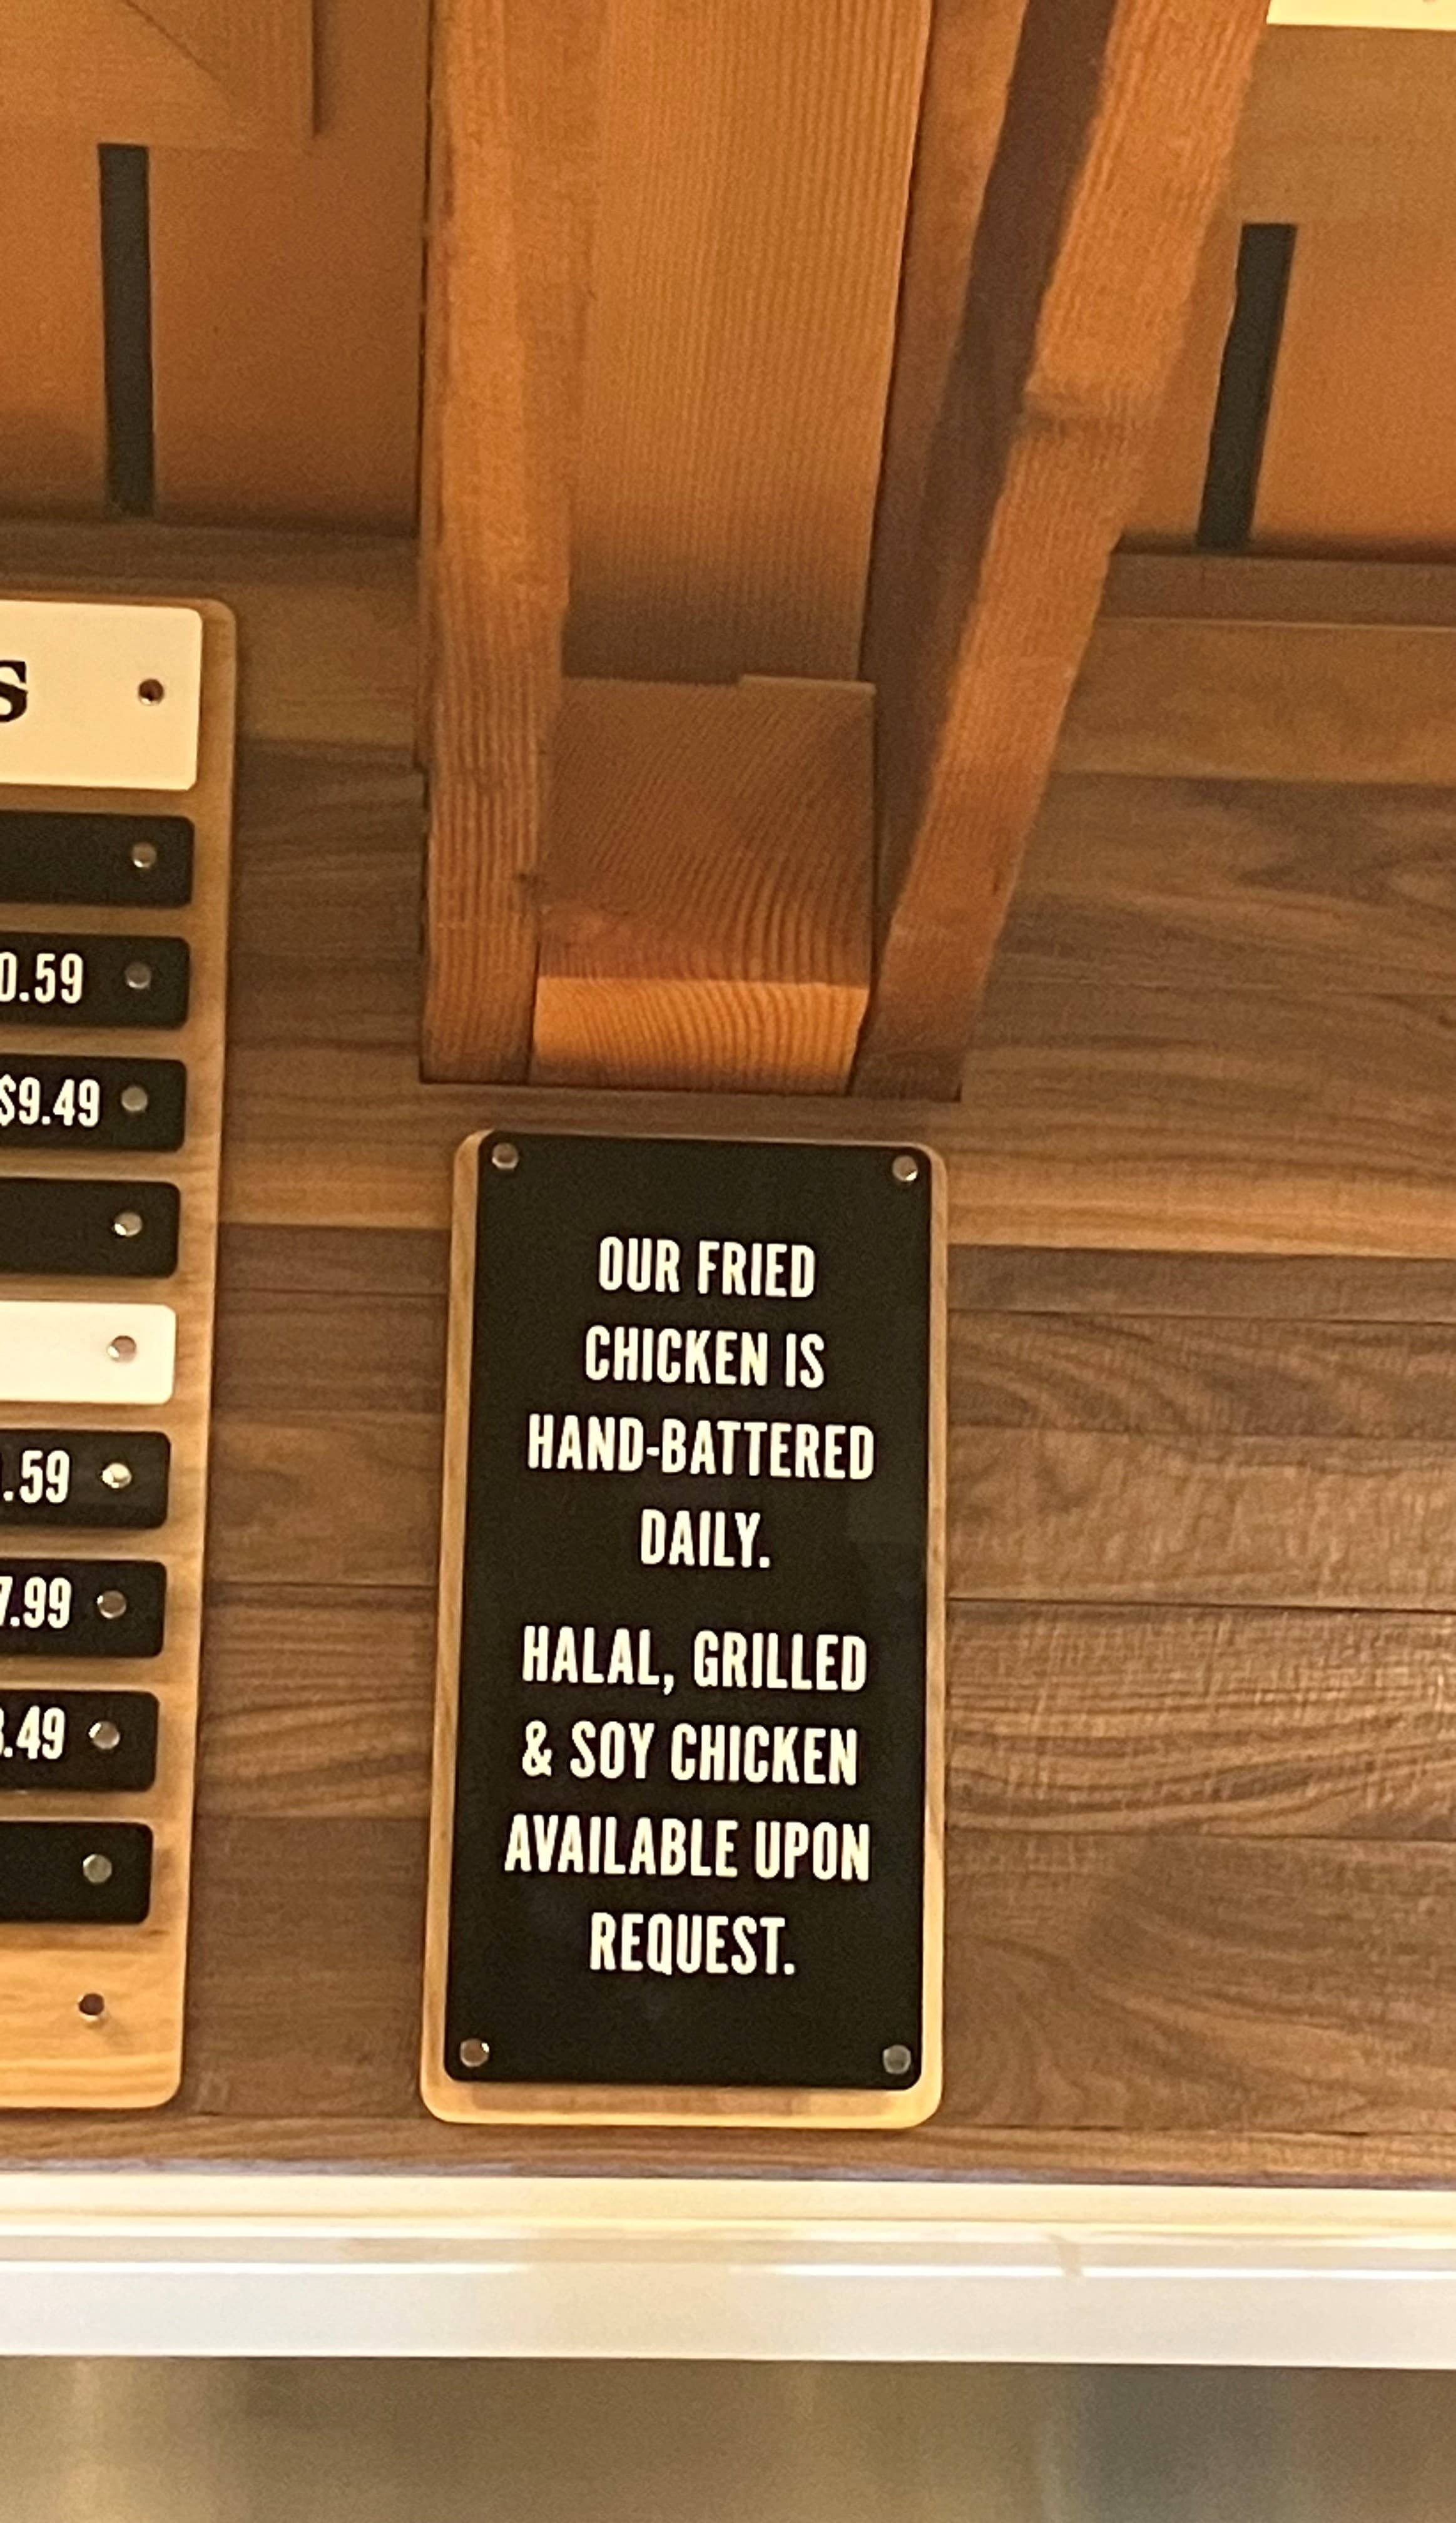 S
0.59
$9.49
.59
7.99
.49
OUR FRIED
CHICKEN IS
HAND-BATTERED
DAILY.
HALAL, GRILLED
& SOY CHICKEN
AVAILABLE UPON
REQUEST.